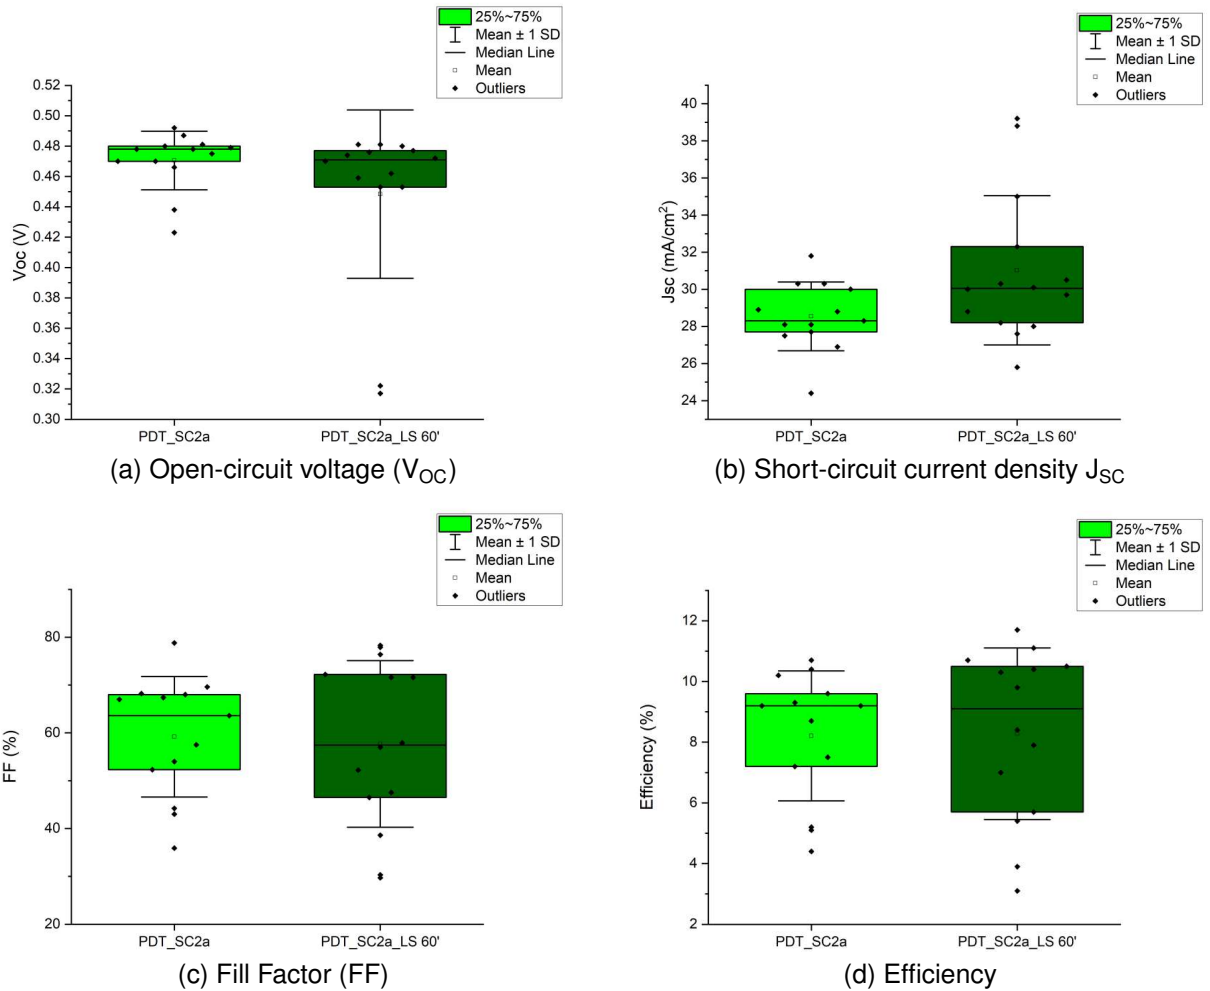 25%~75%
Mean ± 1 SD
Median Line
Mean
Outliers
0.52
0.50
0.48
0.46
0.44
0.42
0.40
0.38
0.36
0.34
0.32
0.30
Voc (V)
PDT_SC2a PDT_SC2a_LS 60'
(a) Open-circuit voltage (V_OC)
25%~75%
Mean ± 1 SD
Median Line
Mean
Outliers
40
38
36
34
32
30
28
26
24
Jsc (mA/cm²)
PDT_SC2a PDT_SC2a_LS 60'
(b) Short-circuit current density J_SC
25%~75%
Mean ± 1 SD
Median Line
Mean
Outliers
80
60
40
20
FF (%)
PDT_SC2a PDT_SC2a_LS 60'
(c) Fill Factor (FF)
25%~75%
Mean ± 1 SD
Median Line
Mean
Outliers
12
10
8
6
4
2
Efficiency (%)
PDT_SC2a PDT_SC2a_LS 60'
(d) Efficiency